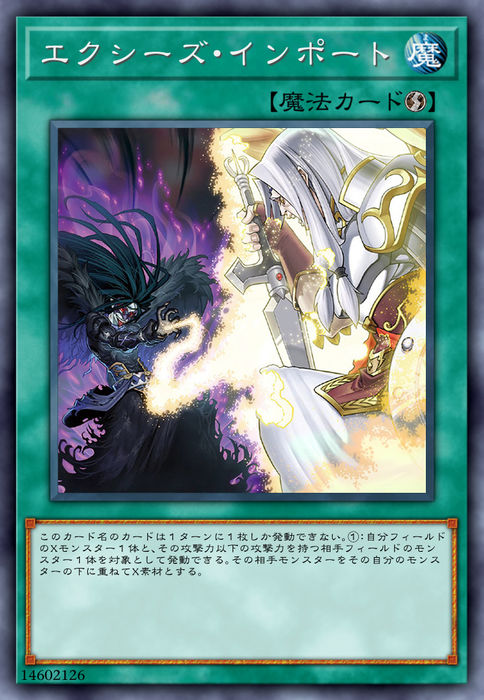 エクシーズ・インポート
魔
【魔法カード】
このカード名のカードは１ターンに１枚しか発動できない。①：自分フィールド
のXモンスター１体と、その攻撃力以下の攻撃力を持つ相手フィールドのモン
スター１体を対象として発動できる。その相手モンスターをその自分のモンス
ターの下に重ねてX素材とする。
14602126